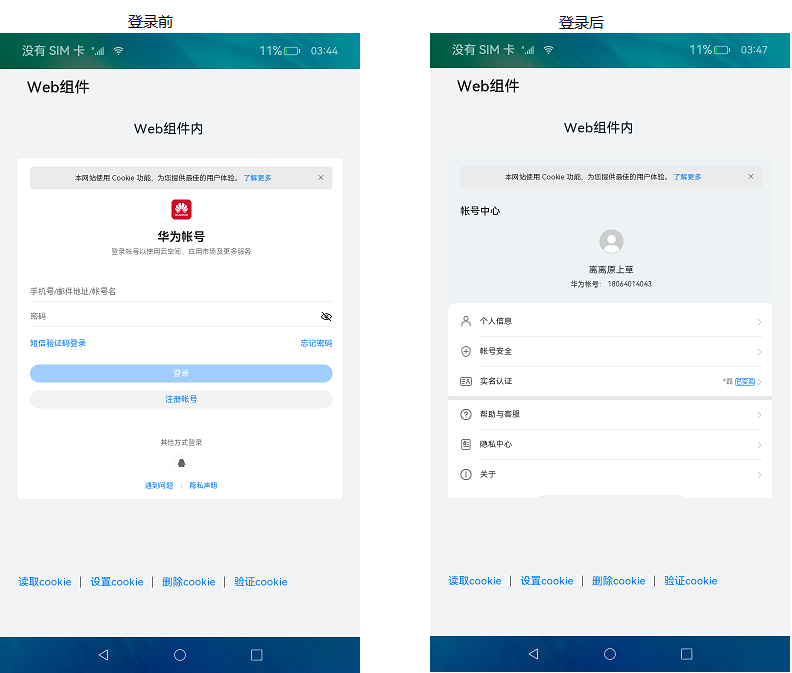 登录前
没有 SIM 卡
11%
03:44
Web组件
Web组件内
本网站使用 Cookie 功能，为您提供最佳的用户体验。 了解更多
华为帐号
登录帐号以使用云空间、应用市场及更多服务
手机号/邮件地址/帐号名
密码
短信验证码登录 忘记密码
登录
注册帐号
其他方式登录
遇到问题 | 隐私声明
读取cookie | 设置cookie | 删除cookie | 验证cookie
登录后
没有 SIM 卡
11%
03:47
Web组件
Web组件内
本网站使用 Cookie 功能，为您提供最佳的用户体验。 了解更多
帐号中心
离离原上草
华为帐号： 18064014043
个人信息
帐号安全
实名认证
帮助与客服
隐私中心
关于
读取cookie | 设置cookie | 删除cookie | 验证cookie